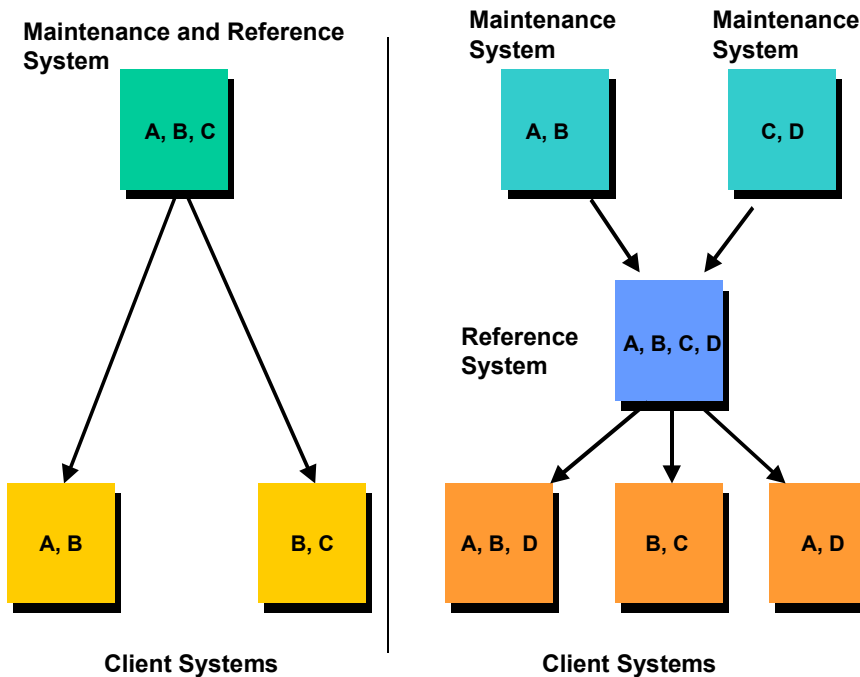 Maintenance and Reference
System
A, B, C
A, B
B, C
Client Systems
Maintenance
System
Maintenance
System
A, B
C, D
Reference
System
A, B, C, D
A, B, D
B, C
A, D
Client Systems